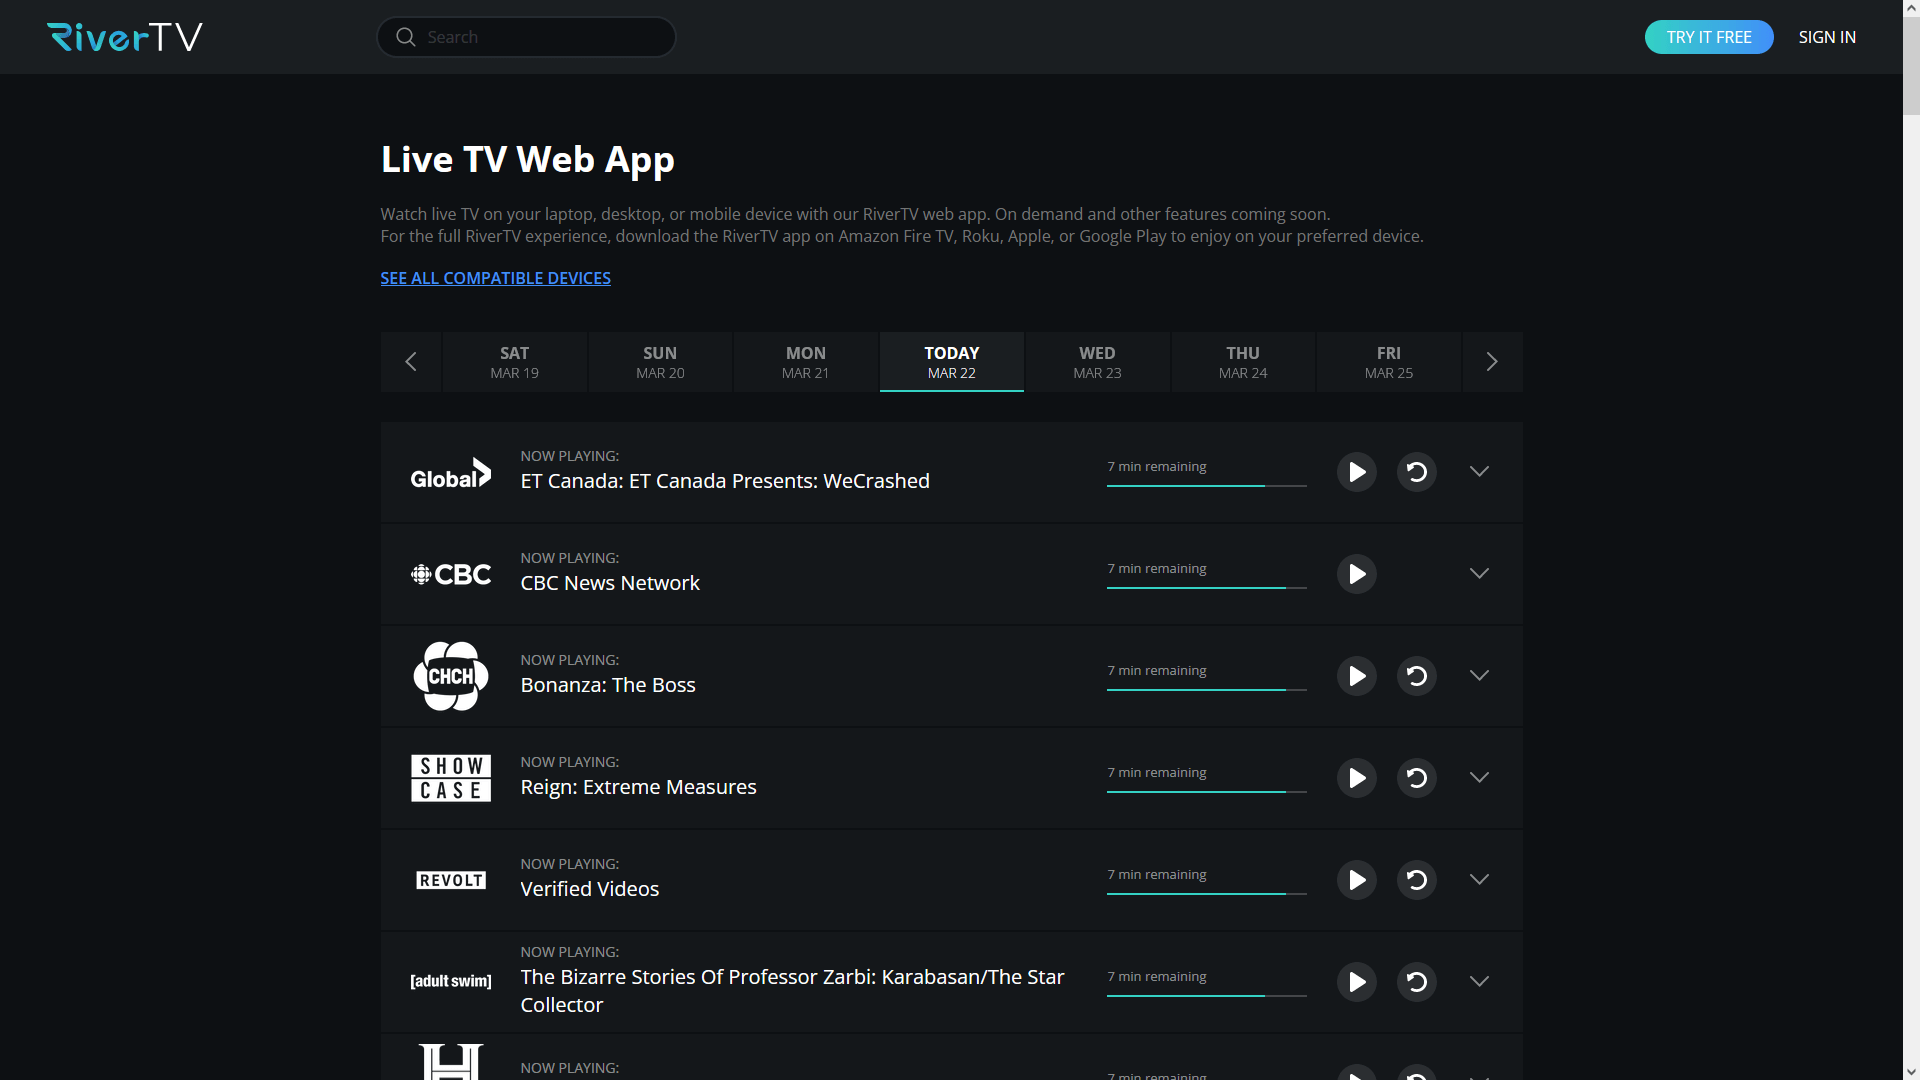 RiverTV
Search
TRY IT FREE
SIGN IN
Live TV Web App
Watch live TV on your laptop, desktop, or mobile device with our RiverTV web app. On demand and other features coming soon.
For the full RiverTV experience, download the RiverTV app on Amazon Fire TV, Roku, Apple, or Google Play to enjoy on your preferred device.
SEE ALL COMPATIBLE DEVICES
SAT
MAR 19
SUN
MAR 20
MON
MAR 21
TODAY
MAR 22
WED
MAR 23
THU
MAR 24
FRI
MAR 25
Global
NOW PLAYING:
ET Canada: ET Canada Presents: WeCrashed
7 min remaining
CBC
NOW PLAYING:
CBC News Network
7 min remaining
CHCH
NOW PLAYING:
Bonanza: The Boss
7 min remaining
SHOW
CASE
NOW PLAYING:
Reign: Extreme Measures
7 min remaining
REVOLT
NOW PLAYING:
Verified Videos
7 min remaining
[adult swim]
NOW PLAYING:
The Bizarre Stories Of Professor Zarbi: Karabasan/The Star
Collector
7 min remaining
H
NOW PLAYING:
7 min remaining